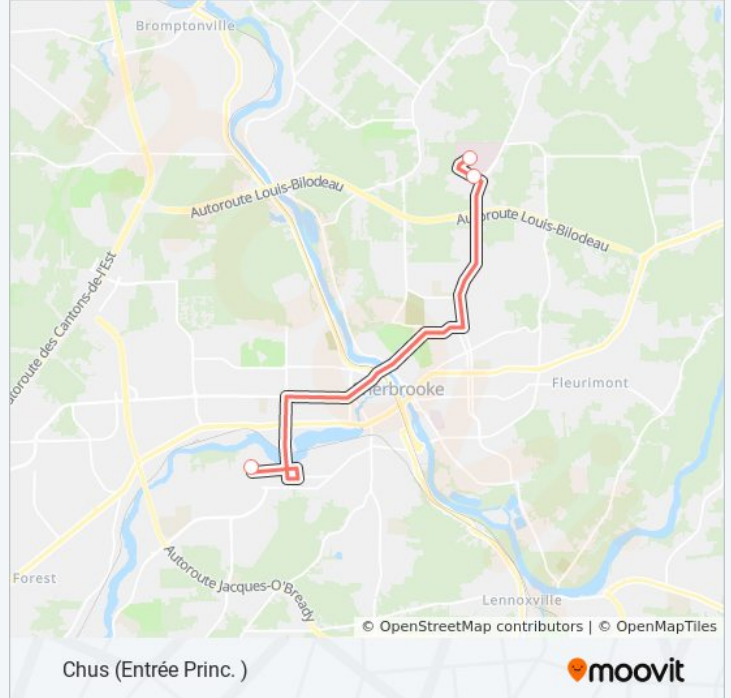 Bromptonville
Autoroute Louis-Bilodeau
Autoroute Louis-Bilodeau
utoroute des Cantons-de-l'Est
herbrooke
Fleurimont
Forest
Autoroute Jacques-O'Bready
Lennoxville
© OpenStreetMap contributors | © OpenMapTiles
Chus (Entrée Princ. )
moovit